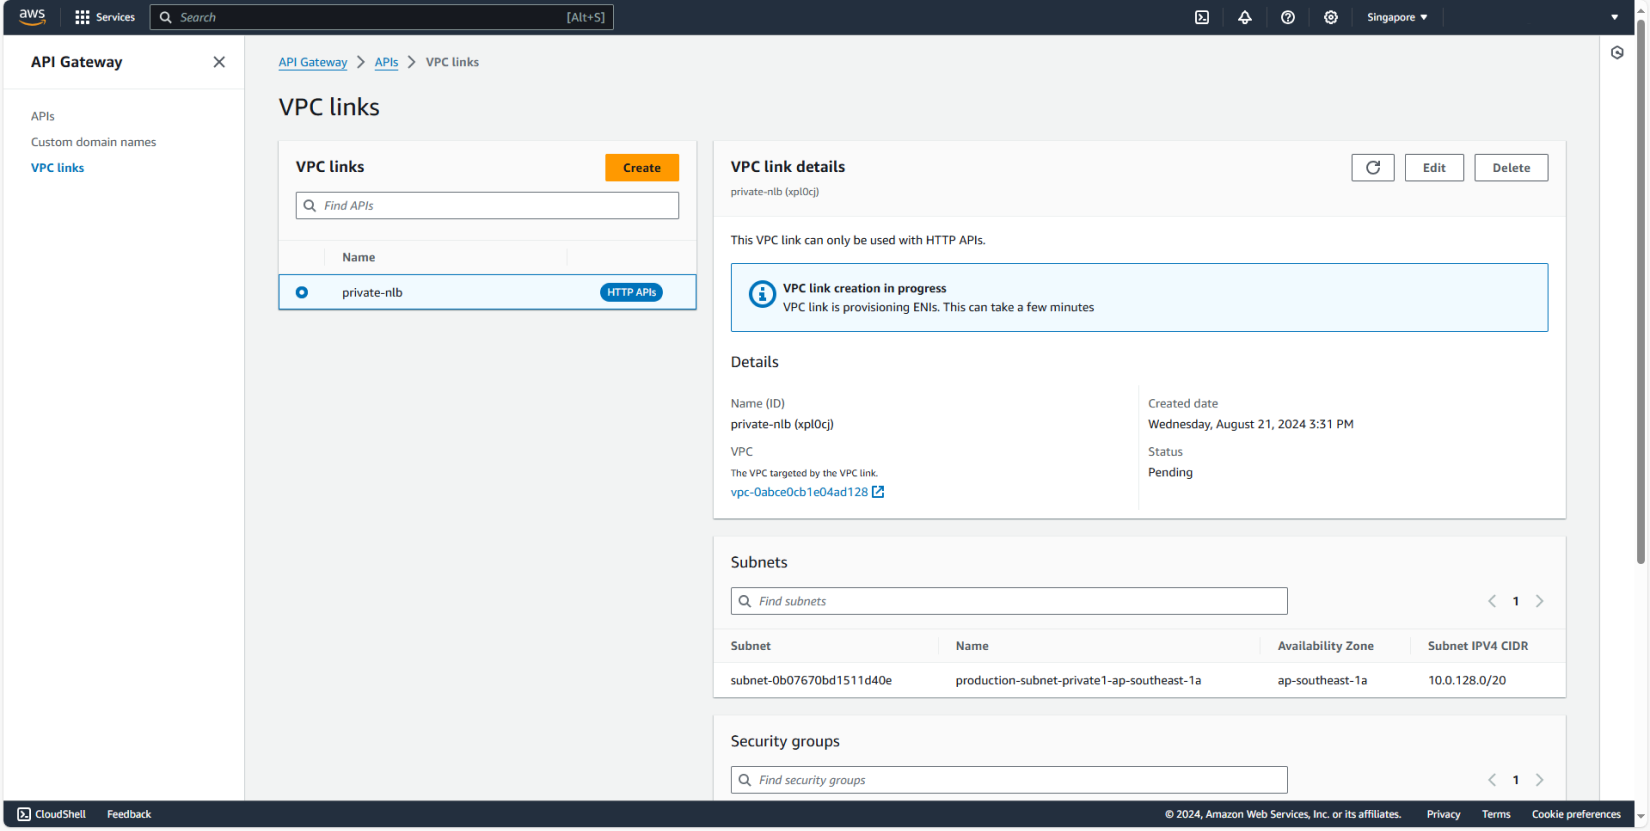 aws
Services
Search
[Alt+S]
Singapore
API Gateway
APIs
Custom domain names
VPC links
API Gateway > APIs > VPC links
VPC links
VPC links
Create
Find APIs
Name
private-nlb
HTTP APIs
VPC link details
private-nlb (xpl0cj)
Edit
Delete
This VPC link can only be used with HTTP APIs.
VPC link creation in progress
VPC link is provisioning ENIs. This can take a few minutes
Details
Name (ID)
private-nlb (xpl0cj)
VPC
The VPC targeted by the VPC link.
vpc-0abce0cb1e04ad128
Created date
Wednesday, August 21, 2024 3:31 PM
Status
Pending
Subnets
Find subnets
1
Subnet Name Availability Zone Subnet IPV4 CIDR
subnet-0b07670bd1511d40e production-subnet-private1-ap-southeast-1a ap-southeast-1a 10.0.128.0/20
Security groups
Find security groups
1
CloudShell
Feedback
© 2024, Amazon Web Services, Inc. or its affiliates.
Privacy
Terms
Cookie preferences